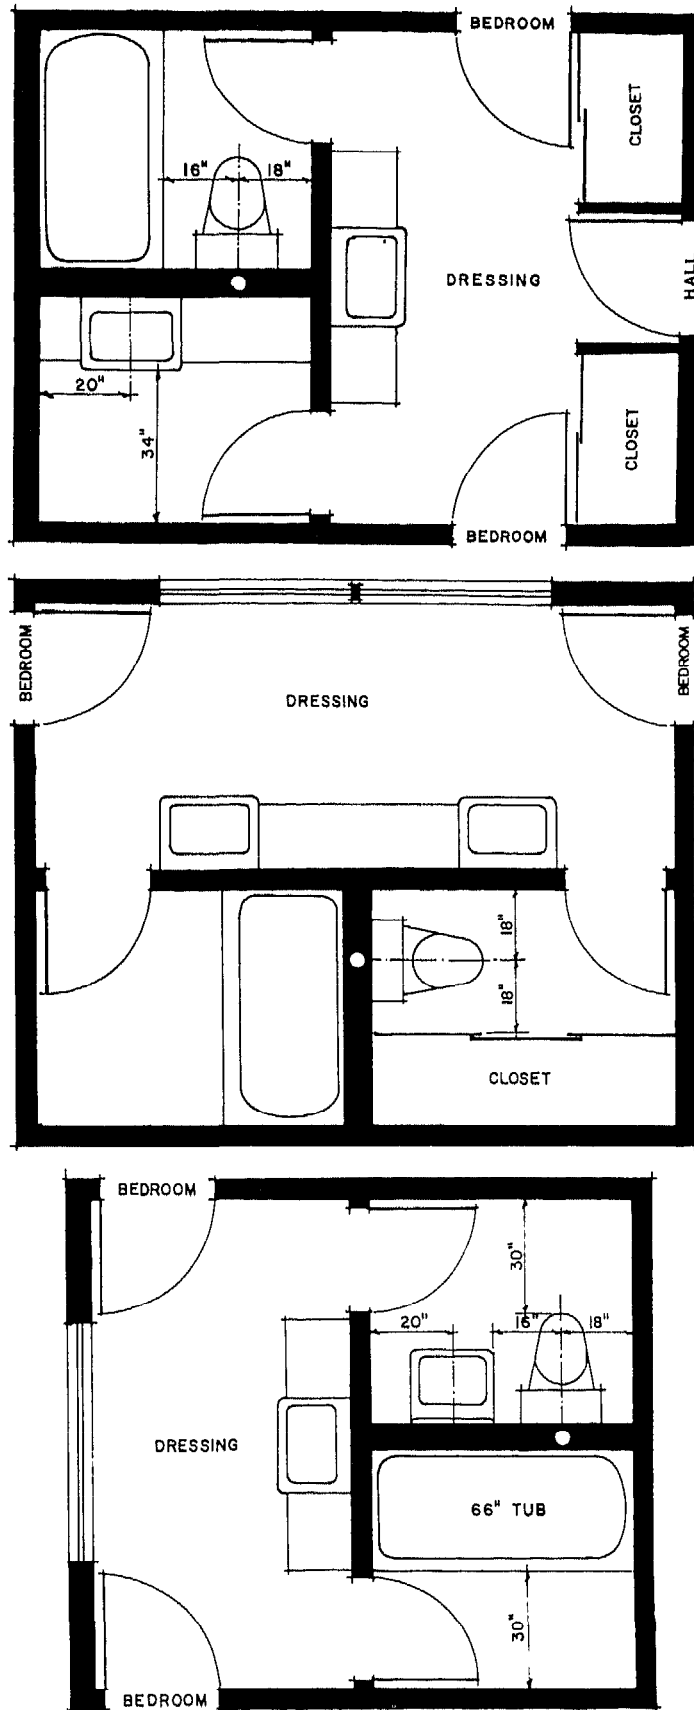 BEDROOM
CLOSET
16" 18"
DRESSING
HALL
20"
34"
CLOSET
BEDROOM
BEDROOM
BEDROOM
DRESSING
18"
18"
CLOSET
BEDROOM
30"
20" 16" 18"
DRESSING
66" TUB
30"
BEDROOM